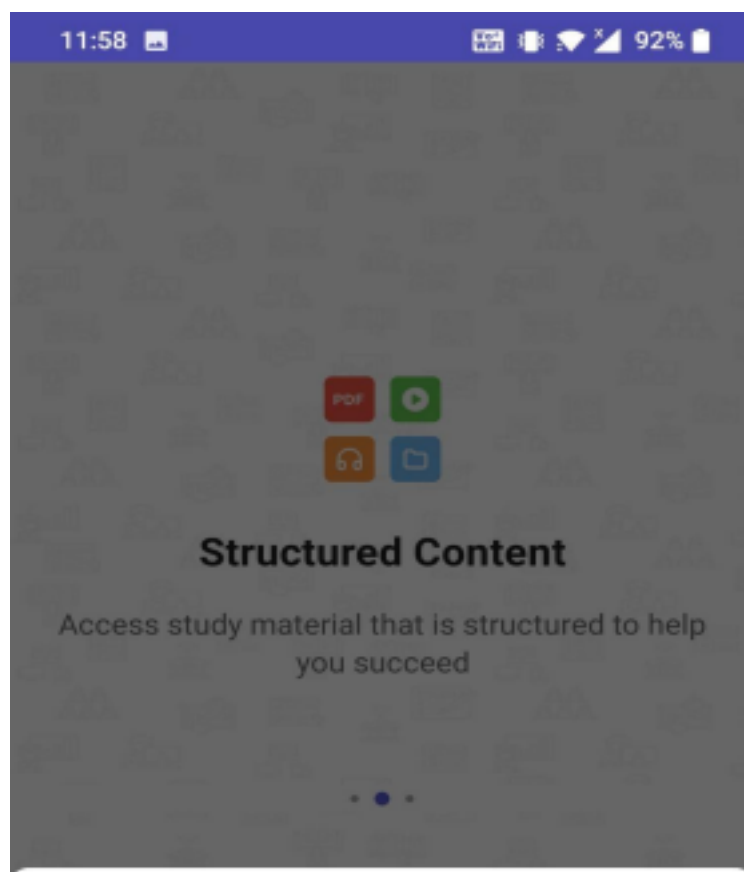 11:58
92%
PDF
Structured Content
Access study material that is structured to help
you succeed